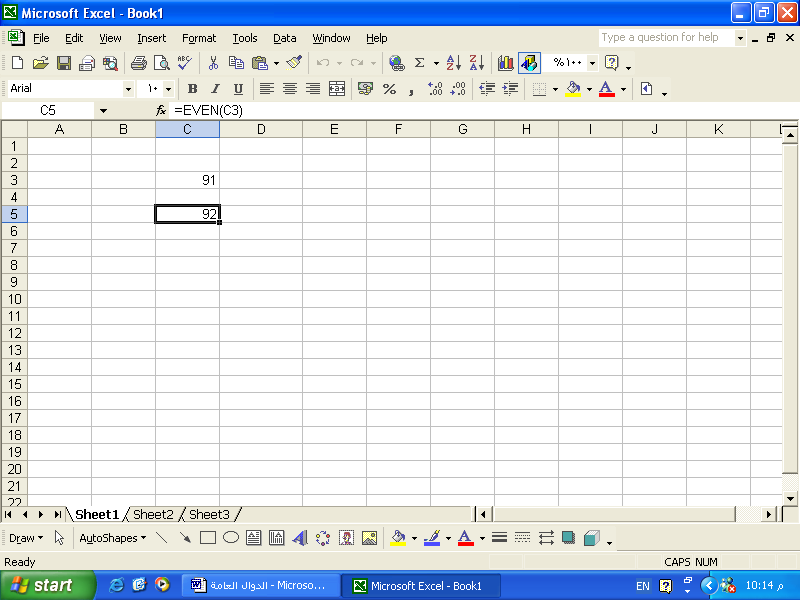 Microsoft Excel - Book1
File Edit View Insert Format Tools Data Window Help
Type a question for help
%١٠٠
Arial ١٠ B I U
C5 fx =EVEN(C3)
A B C D E F G H I J K
1
2
3 91
4
5 92
6
7
8
9
10
11
12
13
14
15
16
17
18
19
20
21
22
Sheet1 Sheet2 Sheet3
Draw AutoShapes
Ready CAPS NUM
start الدوال العامة - Microso... Microsoft Excel - Book1 EN 10:14 م